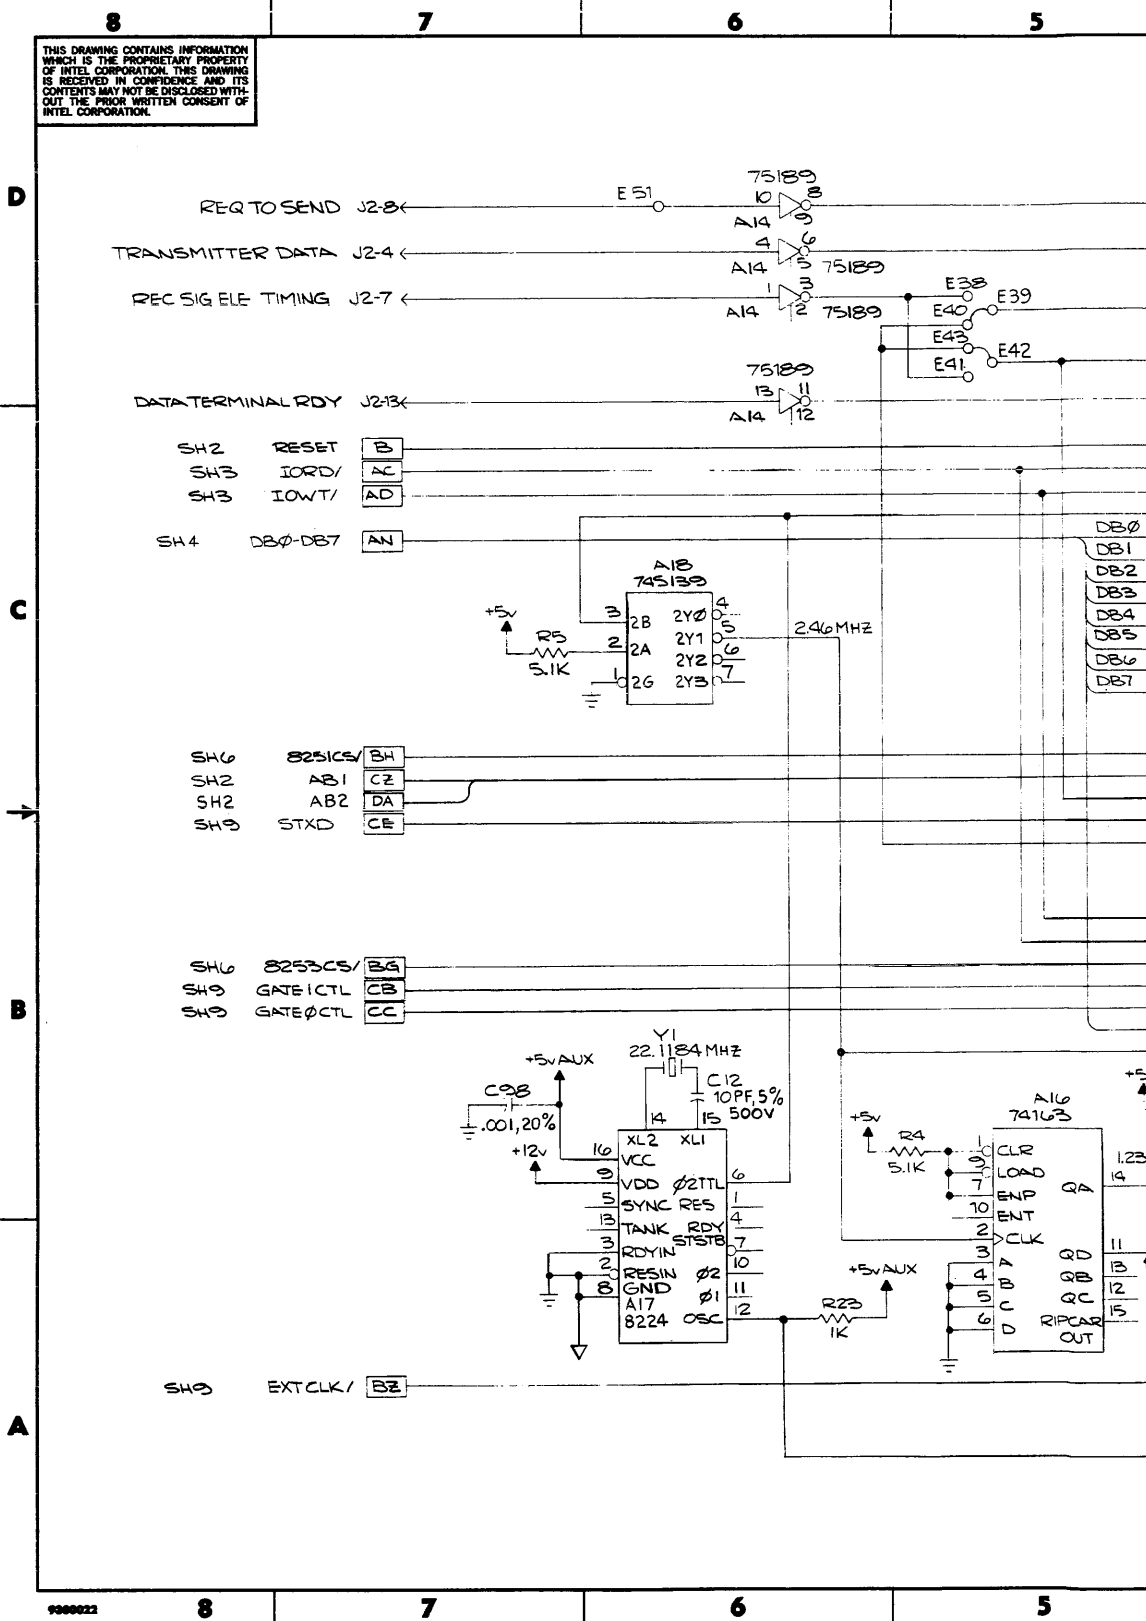 8 7 6 5
THIS DRAWING CONTAINS INFORMATION
WHICH IS THE PROPRIETARY PROPERTY
OF INTEL CORPORATION. THIS DRAWING
IS RECEIVED IN CONFIDENCE AND ITS
CONTENTS MAY NOT BE DISCLOSED WITH-
OUT THE PRIOR WRITTEN CONSENT OF
INTEL CORPORATION.
D
REQ TO SEND J2-8 E51 10 75189 8
A14 9
TRANSMITTER DATA J2-4 4 6
A14 5 75189
REC SIG ELE TIMING J2-7 1 3
A14 2 75189
E38
E39
E40
E43
E42
E41
75189
DATA TERMINAL RDY J2-13 13 11
A14 12
SH2 RESET B
SH3 IORD/ AC
SH3 IOWT/ AD
SH4 DBØ-DB7 AN
DBØ
DB1
DB2
DB3
DB4
DB5
DB6
DB7
C
A18
74S139
+5V
R5
5.1K
3 2B 2YØ 4
2 2A 2Y1 5
2Y2 6
1 2G 2Y3 7
2.46 MHZ
SH6 8251CS/ BH
SH2 AB1 CZ
SH2 AB2 DA
SH9 STXD CE
B
SH6 8253CS/ BG
SH9 GATE1CTL CB
SH9 GATEØCTL CC
Y1
22.1184 MHZ
+5V AUX
C98
.001,20%
C12
10PF,5%
500V
+12V
14 15
XL2 XL1
16 VCC
9 VDD Ø2TTL 6
5 SYNC RES 1
13 TANK RDY 4
STSTB 7
3 RDYIN
2 RESIN Ø2 10
8 GND Ø1 11
A17
8224 OSC 12
+5V AUX
R23
1K
+5
A16
74163
+5V
R4
5.1K
1 CLR
9 LOAD
7 ENP QA 14
1.23
10 ENT
2 CLK
3 A QD 11
4 B QB 13
5 C QC 12
6 D RIPCAR 15
OUT
SH9 EXTCLK/ BZ
A
9300022 8 7 6 5